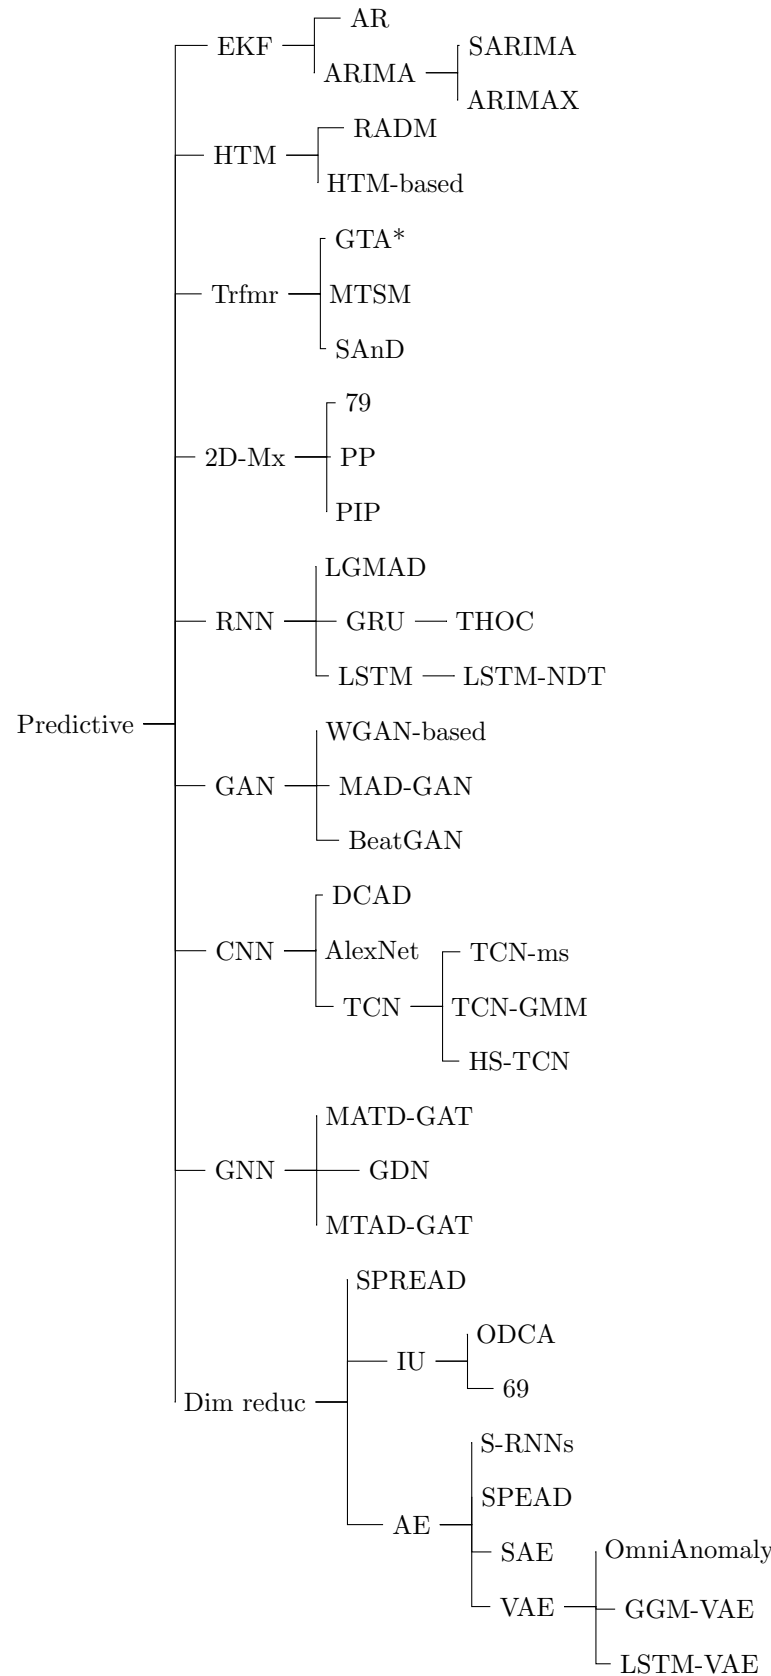 AR
EKF
SARIMA
ARIMA
ARIMAX
RADM
HTM
HTM-based
GTA*
Trfmr
MTSM
SAnD
79
2D-Mx
PP
PIP
LGMAD
RNN
GRU
THOC
LSTM
LSTM-NDT
Predictive
WGAN-based
GAN
MAD-GAN
BeatGAN
DCAD
CNN
AlexNet
TCN-ms
TCN
TCN-GMM
HS-TCN
MATD-GAT
GNN
GDN
MTAD-GAT
SPREAD
ODCA
IU
69
Dim reduc
S-RNNs
SPEAD
AE
SAE
OmniAnomaly
VAE
GGM-VAE
LSTM-VAE